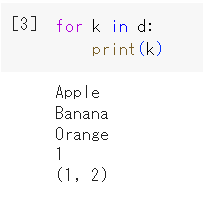 [3] for k in d:
    print(k)
Apple
Banana
Orange
1
(1, 2)